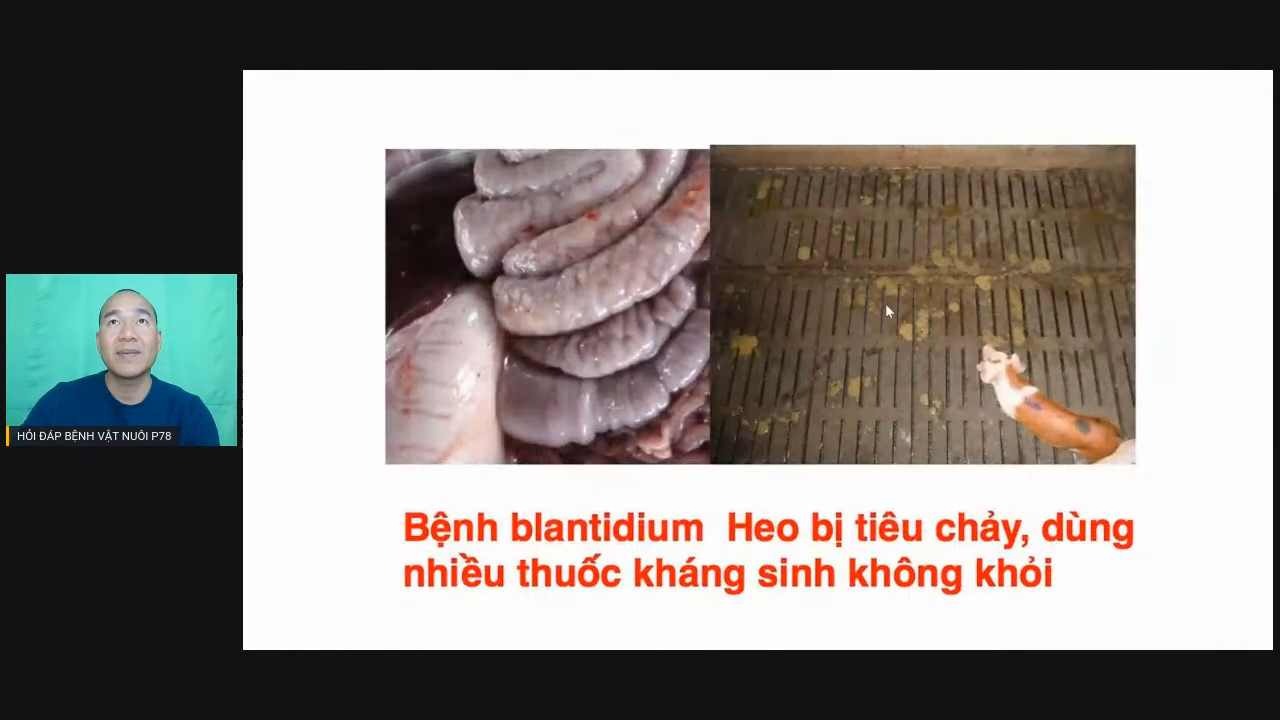 HỎI ĐÁP BỆNH VẬT NUÔI P78
Bệnh blantidium Heo bị tiêu chảy, dùng
nhiều thuốc kháng sinh không khỏi